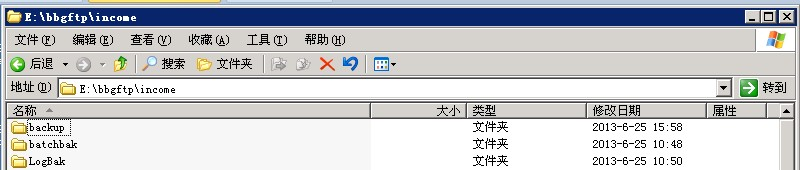 E:\bbgftp\income
文件(F) 编辑(E) 查看(V) 收藏(A) 工具(T) 帮助(H)
后退 搜索 文件夹
地址(D) E:\bbgftp\income 转到
名称 大小 类型 修改日期 属性
backup 文件夹 2013-6-25 15:58
batchbak 文件夹 2013-6-25 10:48
LogBak 文件夹 2013-6-25 10:50